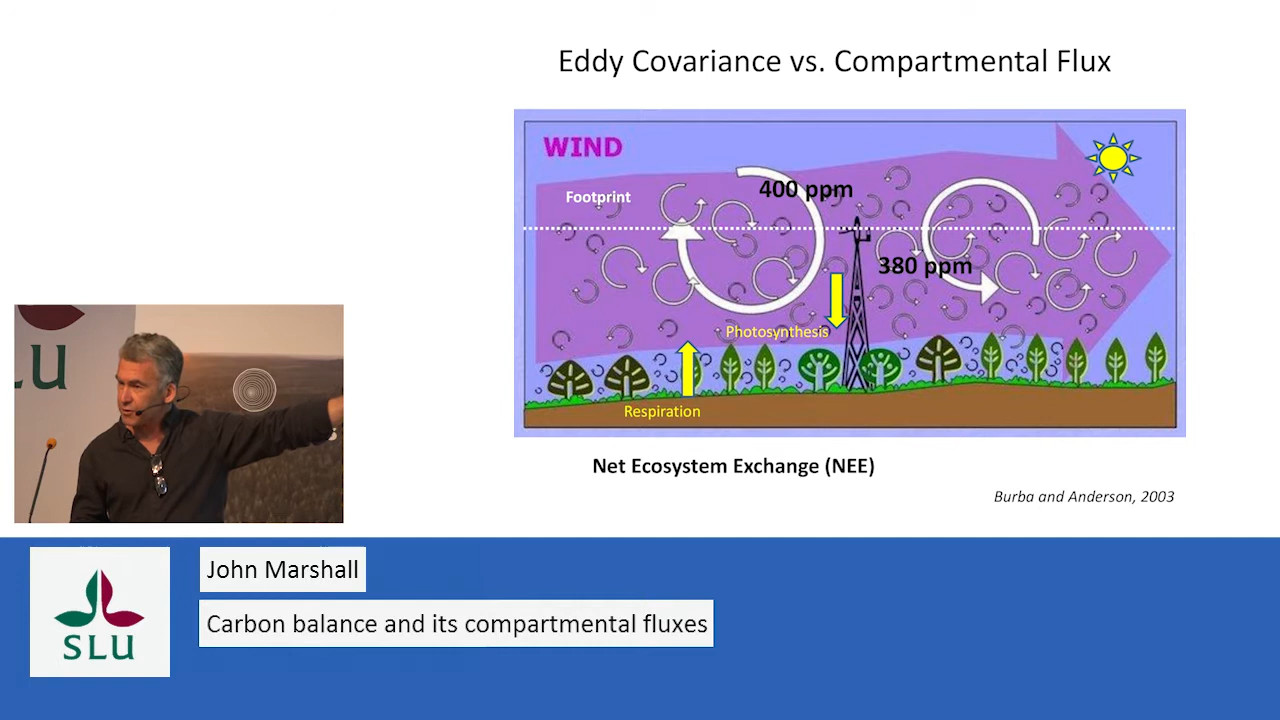 Eddy Covariance vs. Compartmental Flux
WIND
400 ppm
Footprint
380 ppm
Photosynthesis
Respiration
Net Ecosystem Exchange (NEE)
Burba and Anderson, 2003
LU
John Marshall
Carbon balance and its compartmental fluxes
SLU